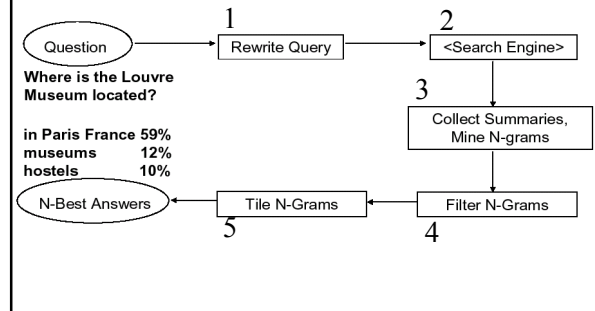 1
2
Question
Rewrite Query
<Search Engine>
Where is the Louvre
Museum located?
3
Collect Summaries,
Mine N-grams
in Paris France 59%
museums 12%
hostels 10%
N-Best Answers
Tile N-Grams
Filter N-Grams
5
4